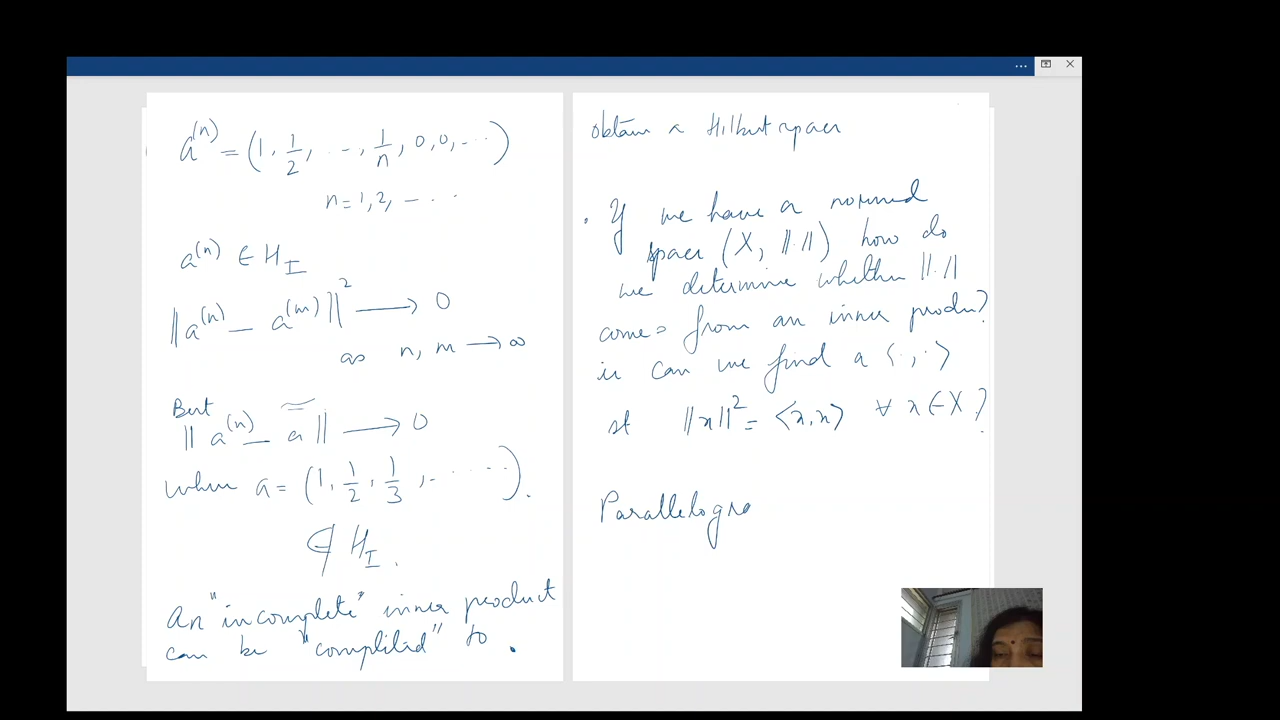 a^(n) = (1, 1/2, ..., 1/n, 0, 0, ...)
n = 1, 2, - ...
a^(n) ∈ H_I
||a^(n) - a^(m)||^2 → 0
as n, m → ∞
But
||a^(n) - a|| → 0
where a = (1, 1/2, 1/3, ......).
∉ H_I.
An "incomplete" inner product
can be "completed" to
obtain a Hilbert space
. If we have a normed
space (X, ||.||) how do
we determine whether ||.||
comes from an inner produ?
ie can we find a <.,.>
st ||x||^2 = <x,x> ∀ x ∈ X ?
Parallelogra